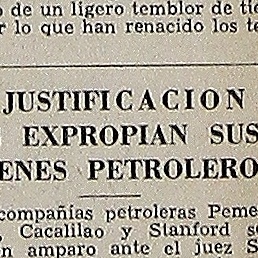 o de un ligero temblor de tie
r lo que han renacido los te
JUSTIFICACION
EXPROPIAN SUS
ENES PETROLERO
compañías petroleras Peme
, Cacalilao y Stanford se
n amparo ante el juez S